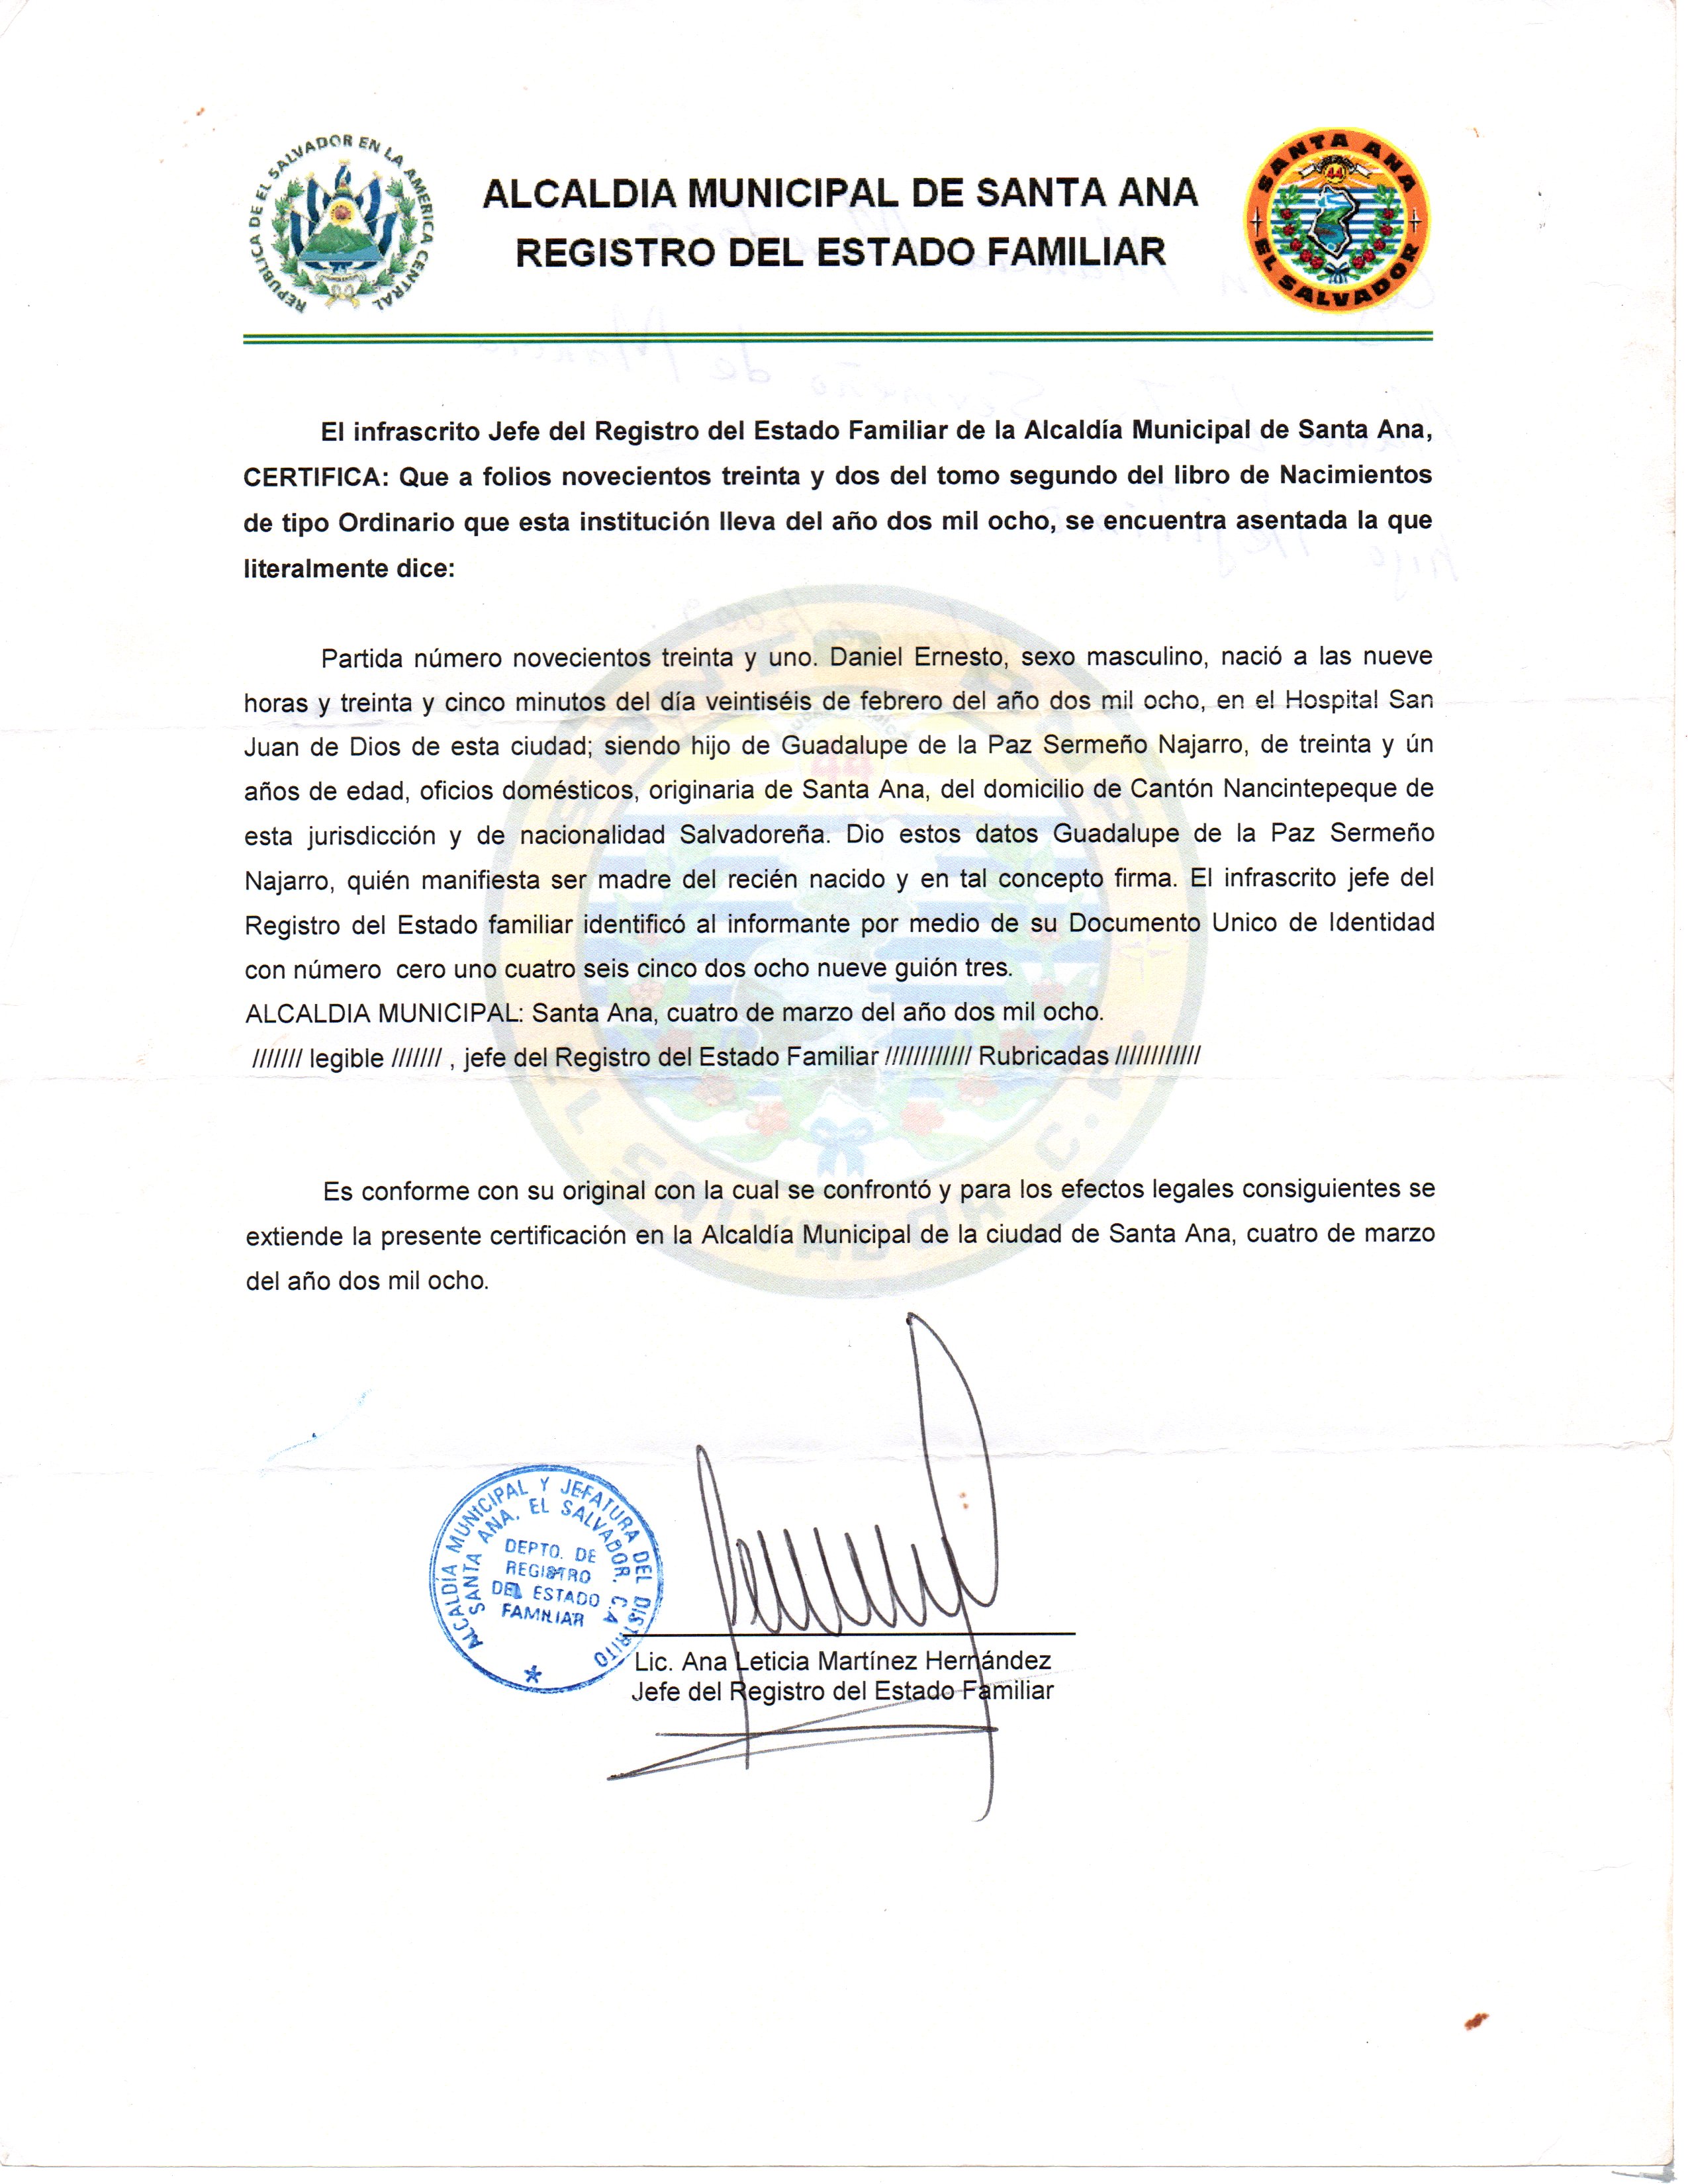 REPUBLICA DE EL SALVADOR EN LA AMERICA CENTRAL
ALCALDIA MUNICIPAL DE SANTA ANA
REGISTRO DEL ESTADO FAMILIAR
SANTA ANA
44
EL SALVADOR
El infrascrito Jefe del Registro del Estado Familiar de la Alcaldía Municipal de Santa Ana,
CERTIFICA: Que a folios novecientos treinta y dos del tomo segundo del libro de Nacimientos
de tipo Ordinario que esta institución lleva del año dos mil ocho, se encuentra asentada la que
literalmente dice:
Partida número novecientos treinta y uno. Daniel Ernesto, sexo masculino, nació a las nueve
horas y treinta y cinco minutos del día veintiséis de febrero del año dos mil ocho, en el Hospital San
Juan de Dios de esta ciudad; siendo hijo de Guadalupe de la Paz Sermeño Najarro, de treinta y ún
años de edad, oficios domésticos, originaria de Santa Ana, del domicilio de Cantón Nancintepeque de
esta jurisdicción y de nacionalidad Salvadoreña. Dio estos datos Guadalupe de la Paz Sermeño
Najarro, quién manifiesta ser madre del recién nacido y en tal concepto firma. El infrascrito jefe del
Registro del Estado familiar identificó al informante por medio de su Documento Unico de Identidad
con número cero uno cuatro seis cinco dos ocho nueve guión tres.
ALCALDIA MUNICIPAL: Santa Ana, cuatro de marzo del año dos mil ocho.
/////// legible /////// , jefe del Registro del Estado Familiar //////////// Rubricadas ////////////
Es conforme con su original con la cual se confrontó y para los efectos legales consiguientes se
extiende la presente certificación en la Alcaldía Municipal de la ciudad de Santa Ana, cuatro de marzo
del año dos mil ocho.
ALCALDÍA MUNICIPAL Y JEFATURA DEL DISTRITO
SANTA ANA, EL SALVADOR, C.A
DEPTO. DE
REGISTRO
DEL ESTADO
FAMILIAR
Lic. Ana Leticia Martínez Hernández
Jefe del Registro del Estado Familiar